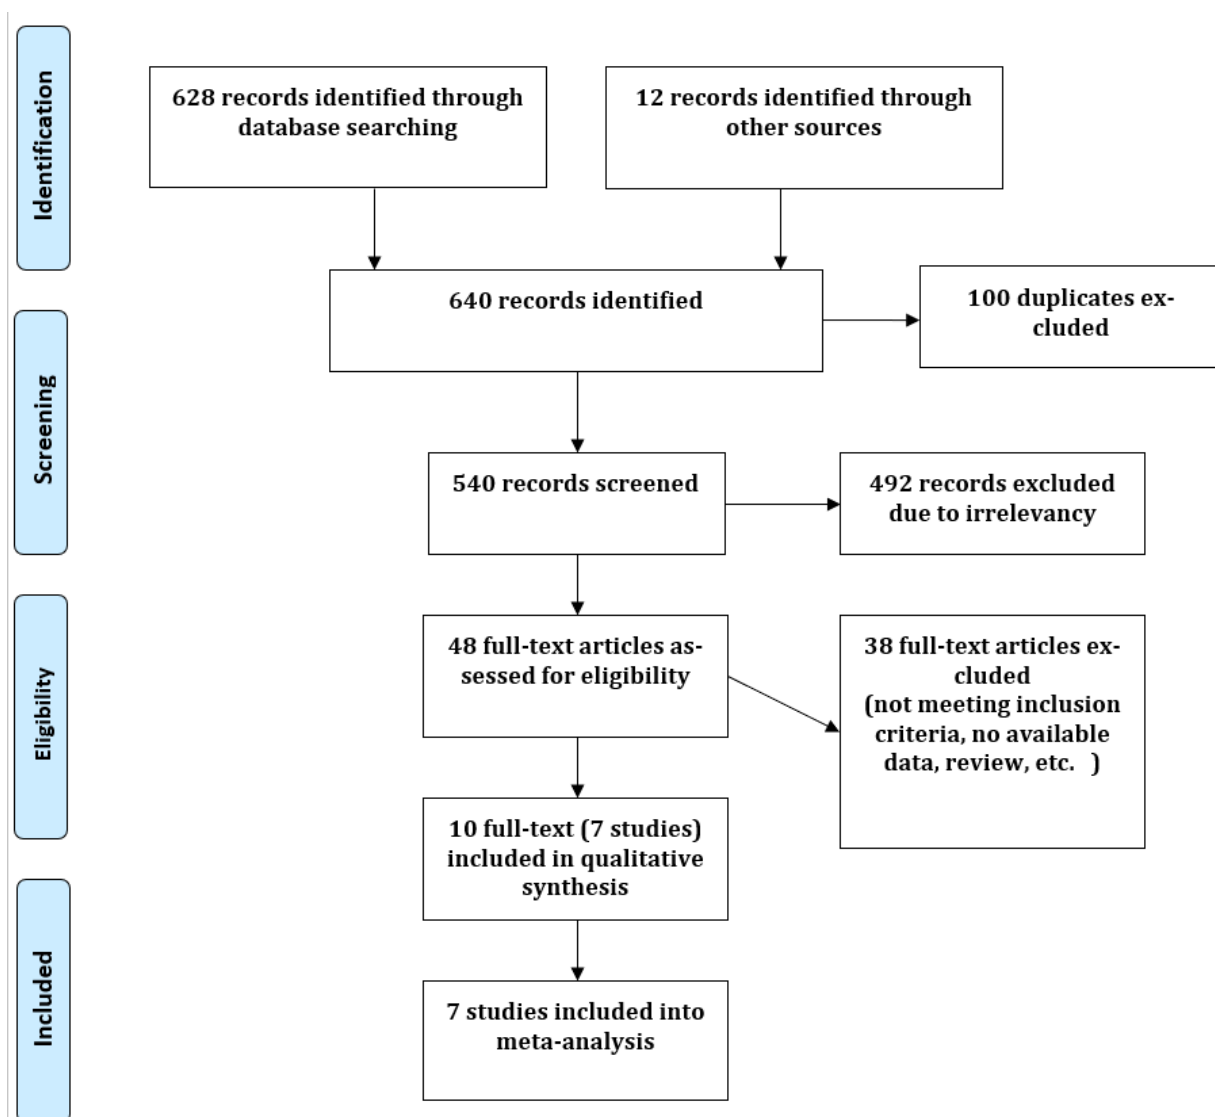 Identification
628 records identified through
database searching
12 records identified through
other sources
640 records identified
100 duplicates ex-
cluded
Screening
540 records screened
492 records excluded
due to irrelevancy
Eligibility
48 full-text articles as-
sessed for eligibility
38 full-text articles ex-
cluded
(not meeting inclusion
criteria, no available
data, review, etc. )
10 full-text (7 studies)
included in qualitative
synthesis
Included
7 studies included into
meta-analysis